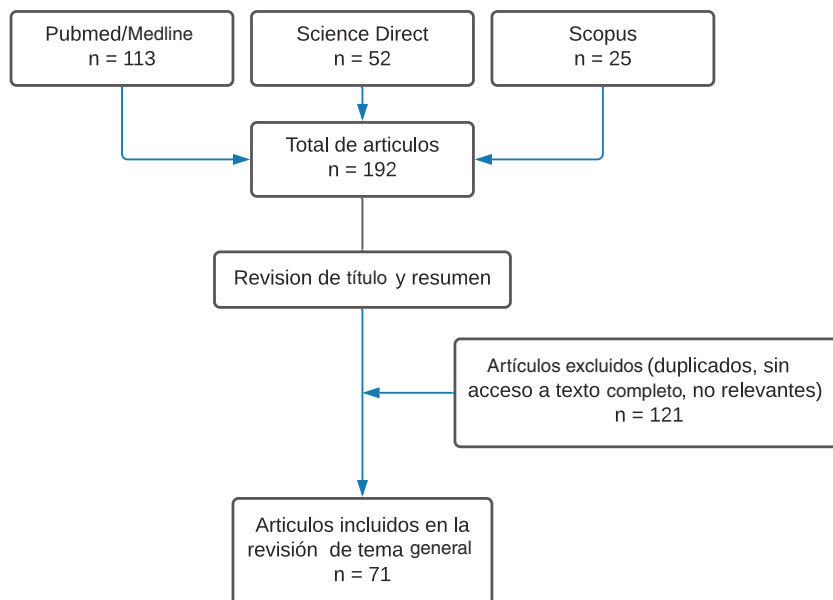 Pubmed/Medline
n = 113
Science Direct
n = 52
Scopus
n = 25
Total de articulos
n = 192
Revision de título y resumen
Artículos excluidos (duplicados, sin
acceso a texto completo, no relevantes)
n = 121
Articulos incluidos en la
revisión de tema general
n = 71